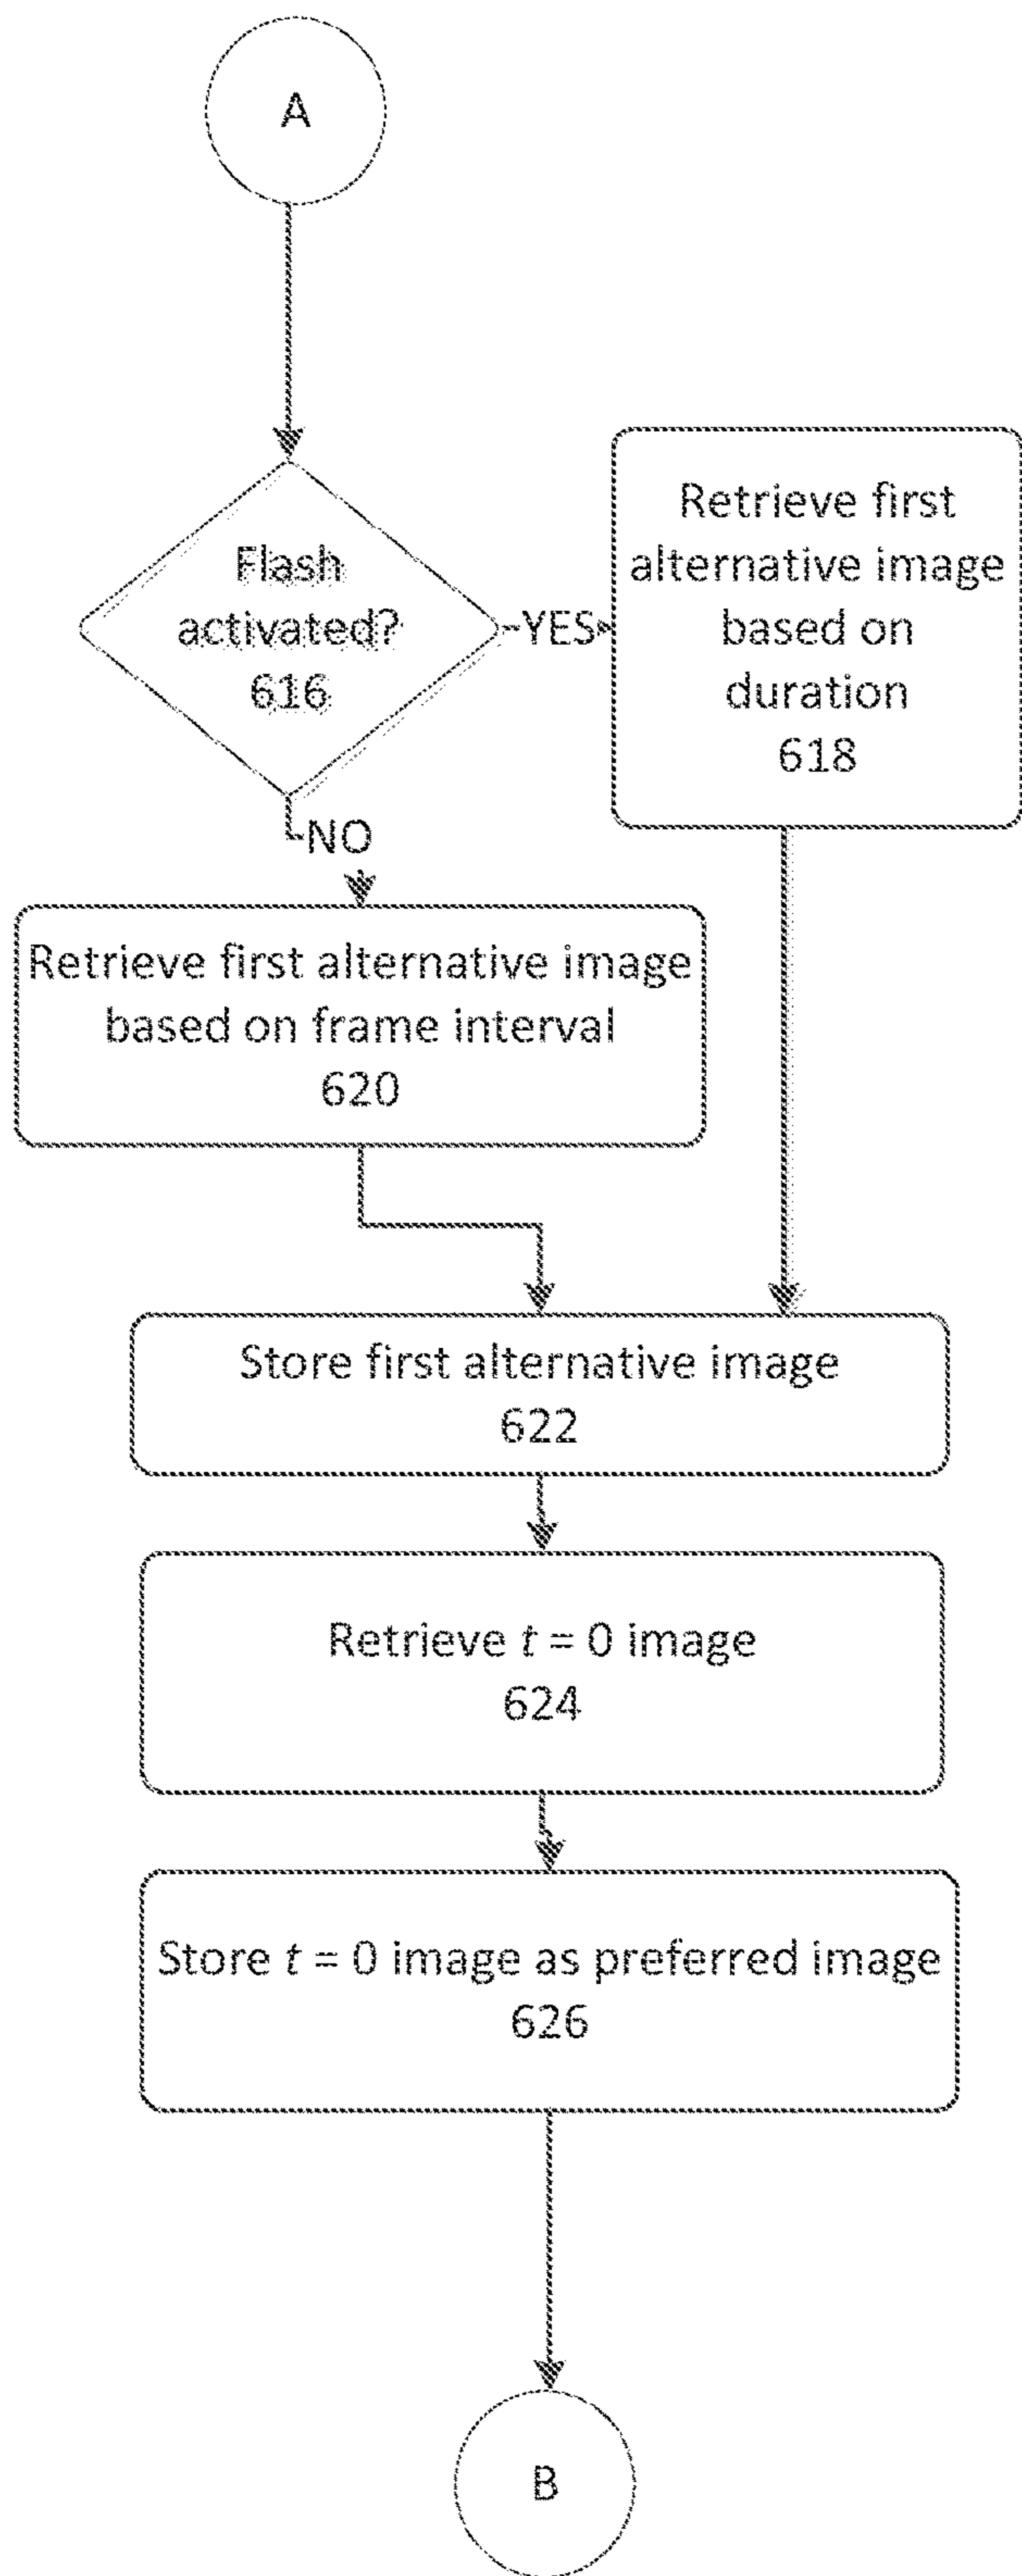 A
Flash
activated?
616
YES
Retrieve first
alternative image
based on
duration
618
NO
Retrieve first alternative image
based on frame interval
620
Store first alternative image
622
Retrieve t = 0 image
624
Store t = 0 image as preferred image
626
B